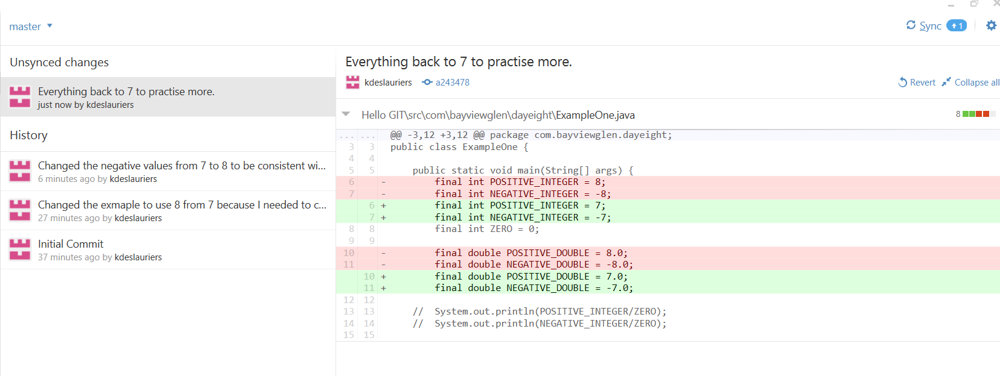 master
Sync 1
Unsynced changes
Everything back to 7 to practise more.
just now by kdeslauriers
History
Changed the negative values from 7 to 8 to be consistent wi...
6 minutes ago by kdeslauriers
Changed the exmaple to use 8 from 7 because I needed to c...
27 minutes ago by kdeslauriers
Initial Commit
37 minutes ago by kdeslauriers
Everything back to 7 to practise more.
kdeslauriers a243478
Revert Collapse all
Hello GIT\src\com\bayviewglen\dayeight\ExampleOne.java 8
... ... @@ -3,12 +3,12 @@ package com.bayviewglen.dayeight;
3 3 public class ExampleOne {
4 4
5 5 public static void main(String[] args) {
6 - final int POSITIVE_INTEGER = 8;
7 - final int NEGATIVE_INTEGER = -8;
6 + final int POSITIVE_INTEGER = 7;
7 + final int NEGATIVE_INTEGER = -7;
8 8 final int ZERO = 0;
9 9
10 - final double POSITIVE_DOUBLE = 8.0;
11 - final double NEGATIVE_DOUBLE = -8.0;
10 + final double POSITIVE_DOUBLE = 7.0;
11 + final double NEGATIVE_DOUBLE = -7.0;
12 12
13 13 // System.out.println(POSITIVE_INTEGER/ZERO);
14 14 // System.out.println(NEGATIVE_INTEGER/ZERO);
15 15